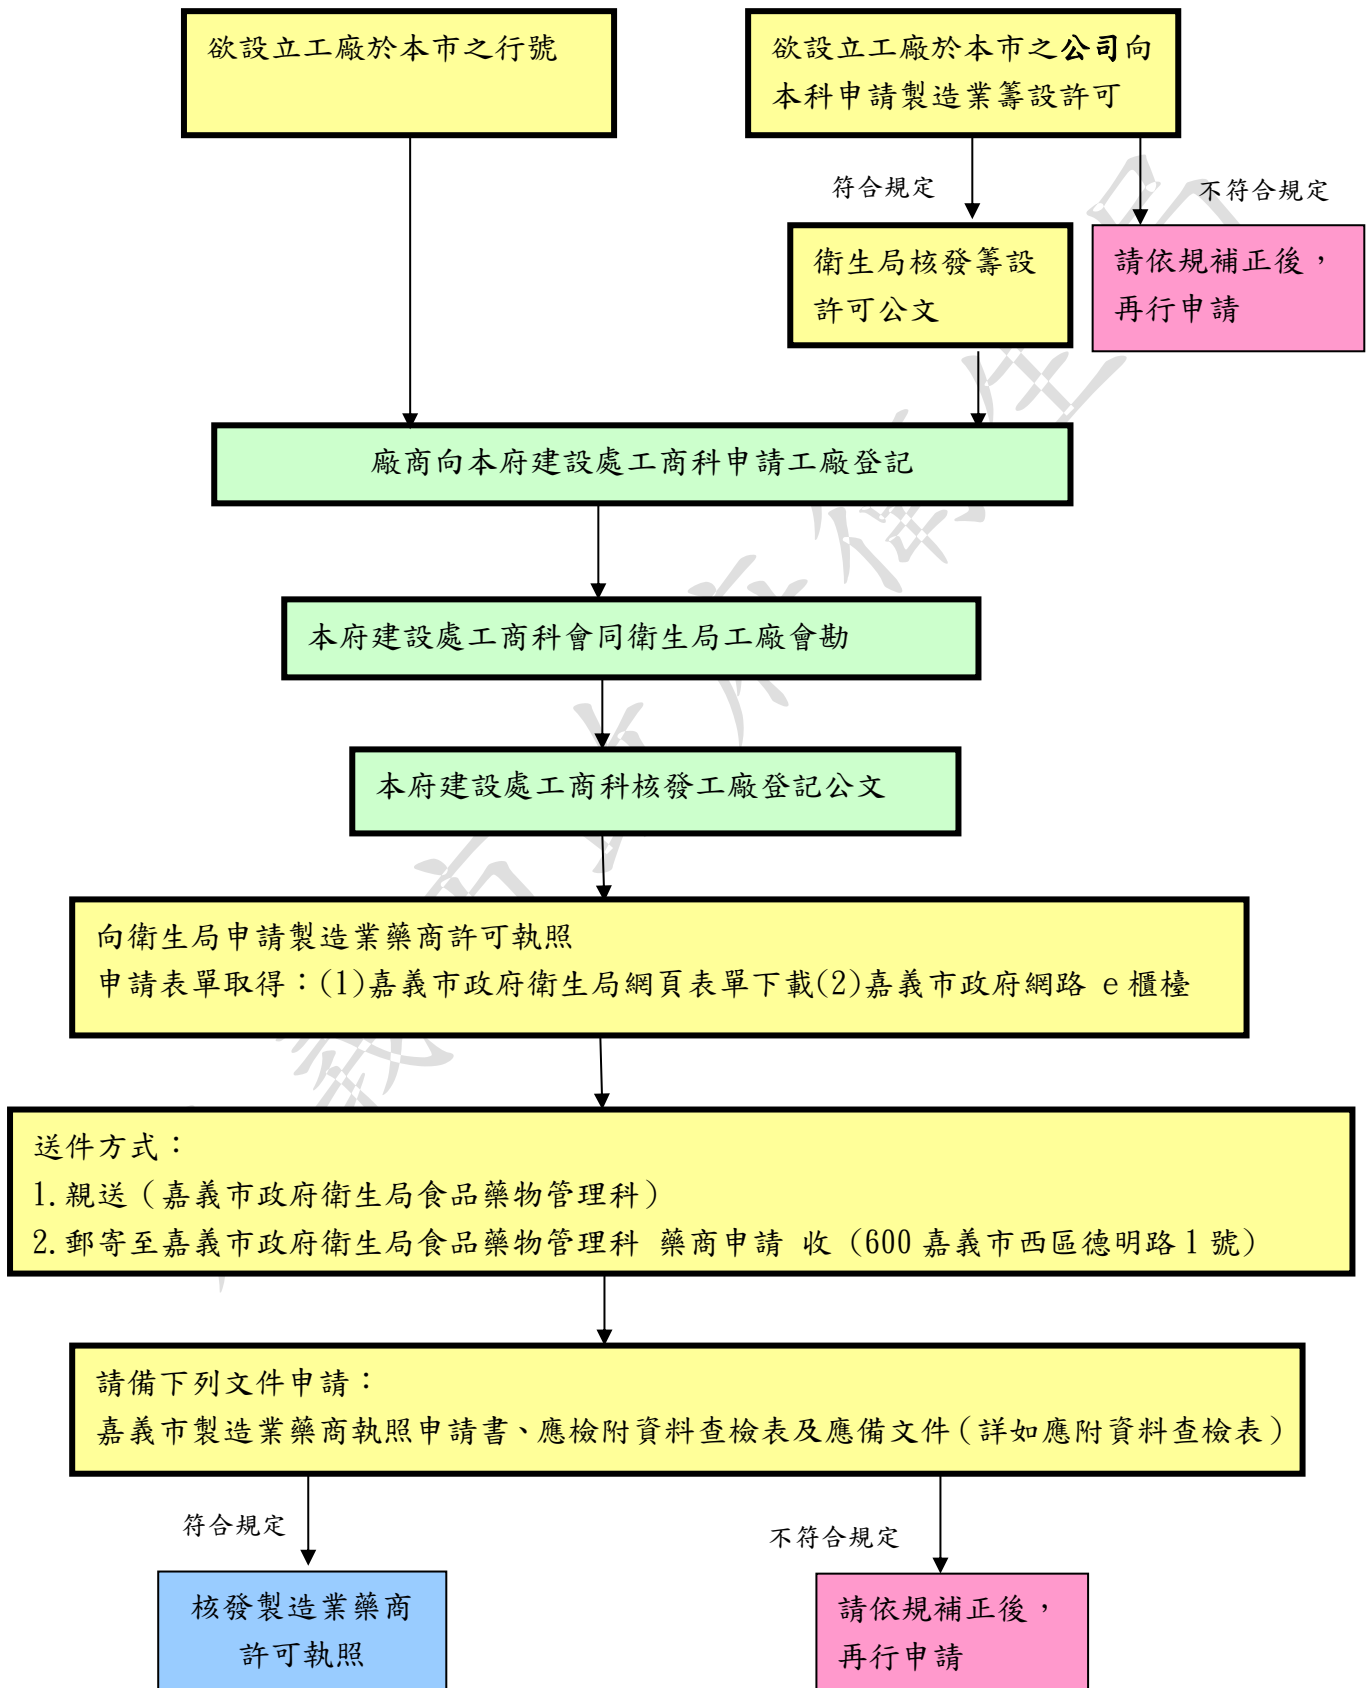 欲設立工廠於本市之行號
欲設立工廠於本市之公司向
本科申請製造業籌設許可
符合規定
不符合規定
衛生局核發籌設
許可公文
請依規補正後，
再行申請
廠商向本府建設處工商科申請工廠登記
本府建設處工商科會同衛生局工廠會勘
本府建設處工商科核發工廠登記公文
向衛生局申請製造業藥商許可執照
申請表單取得：(1)嘉義市政府衛生局網頁表單下載(2)嘉義市政府網路 e櫃檯
送件方式：
1.親送（嘉義市政府衛生局食品藥物管理科）
2.郵寄至嘉義市政府衛生局食品藥物管理科 藥商申請 收 (600 嘉義市西區德明路 1 號)
請備下列文件申請：
嘉義市製造業藥商執照申請書、應檢附資料查檢表及應備文件(詳如應附資料查檢表)
符合規定
不符合規定
核發製造業藥商
許可執照
請依規補正後，
再行申請
嘉義市政府衛生局